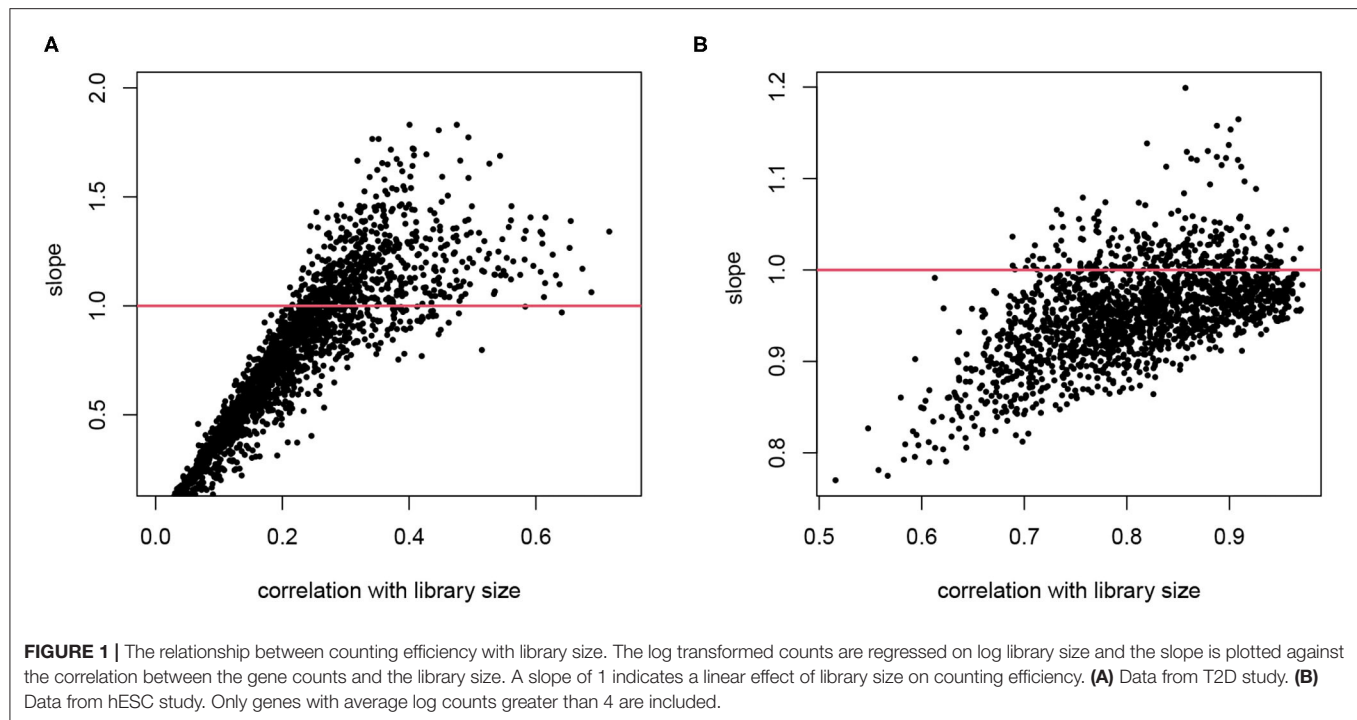 A
B
2.0
1.5
1.0
0.5
slope
0.0
0.2
0.4
0.6
correlation with library size
1.2
1.1
1.0
0.9
0.8
slope
0.5
0.6
0.7
0.8
0.9
correlation with library size
FIGURE 1 | The relationship between counting efficiency with library size. The log transformed counts are regressed on log library size and the slope is plotted against
the correlation between the gene counts and the library size. A slope of 1 indicates a linear effect of library size on counting efficiency. (A) Data from T2D study. (B)
Data from hESC study. Only genes with average log counts greater than 4 are included.